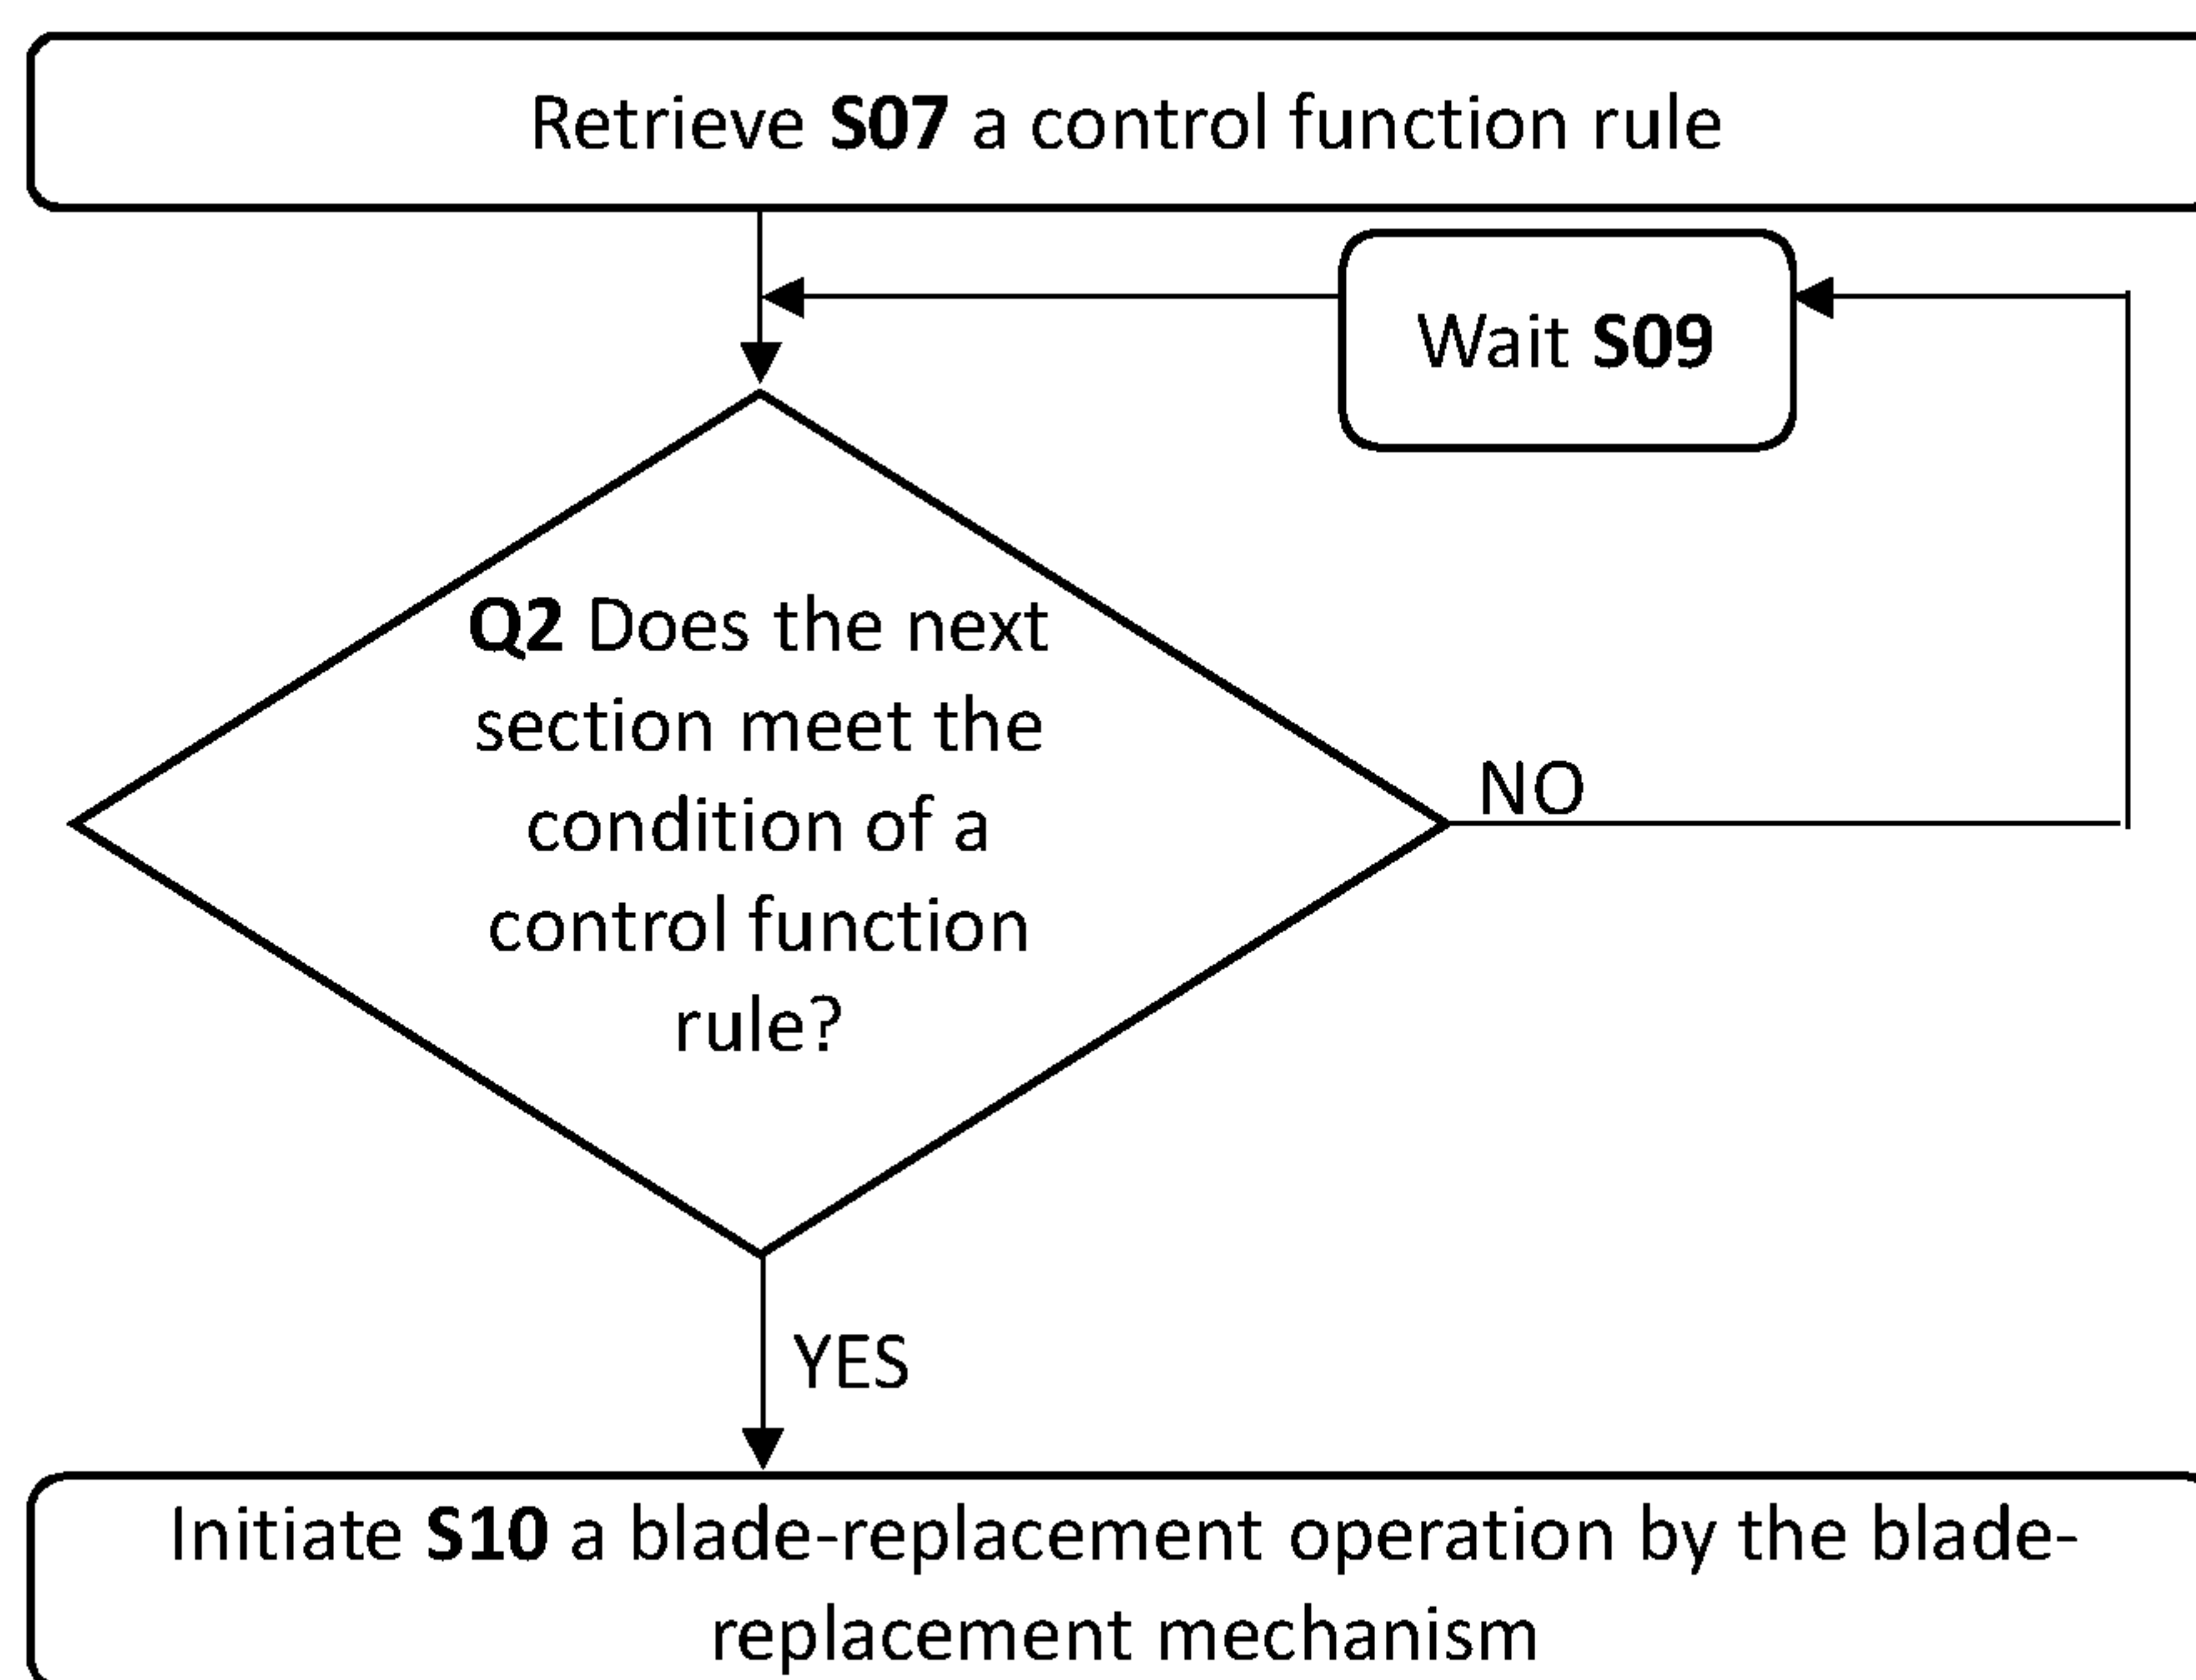 Retrieve S07 a control function rule
Wait S09
Q2 Does the next
section meet the
condition of a
control function
rule?
NO
YES
Initiate S10 a blade-replacement operation by the blade-
replacement mechanism